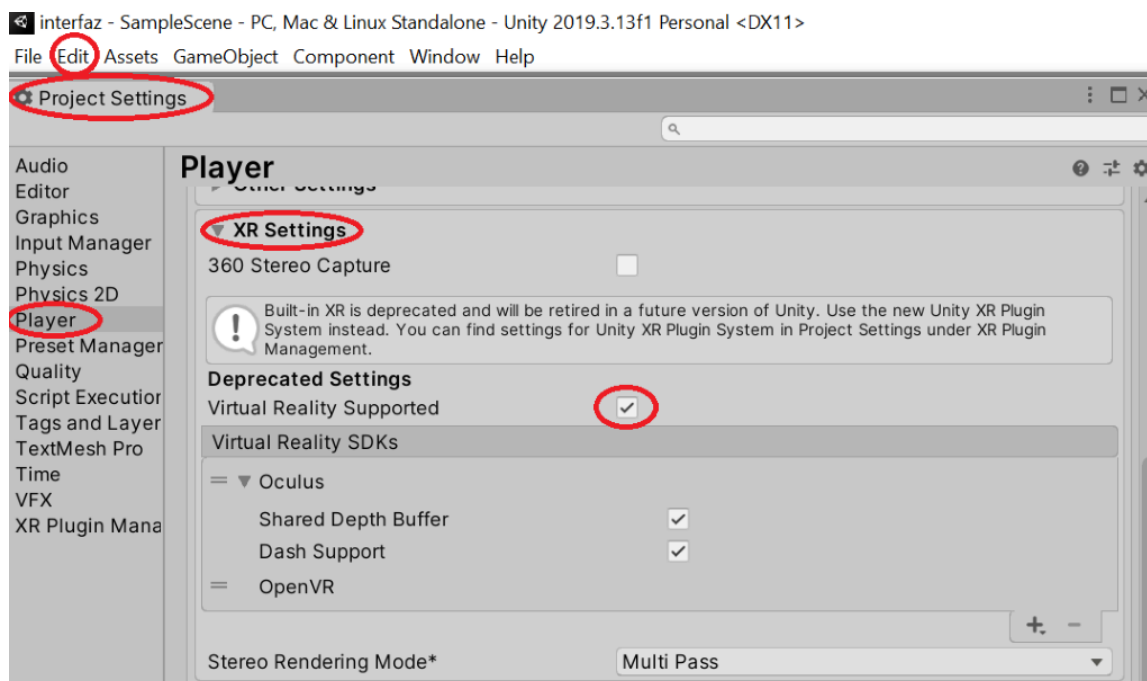 interfaz - SampleScene - PC, Mac & Linux Standalone - Unity 2019.3.13f1 Personal <DX11>
File Edit Assets GameObject Component Window Help
Project Settings
Audio
Editor
Graphics
Input Manager
Physics
Physics 2D
Player
Preset Manager
Quality
Script Execution
Tags and Layer
TextMesh Pro
Time
VFX
XR Plugin Mana
Player
Other Settings
XR Settings
360 Stereo Capture
Built-in XR is deprecated and will be retired in a future version of Unity. Use the new Unity XR Plugin
System instead. You can find settings for Unity XR Plugin System in Project Settings under XR Plugin
Management.
Deprecated Settings
Virtual Reality Supported
Virtual Reality SDKs
Oculus
Shared Depth Buffer
Dash Support
OpenVR
Stereo Rendering Mode*
Multi Pass